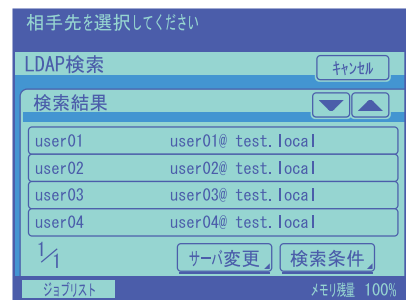 相手先を選択してください
LDAP検索
キャンセル
検索結果
user01 user01@ test.local
user02 user02@ test.local
user03 user03@ test.local
user04 user04@ test.local
1/1
サーバ変更 検索条件
ジョブリスト メモリ残量 100%